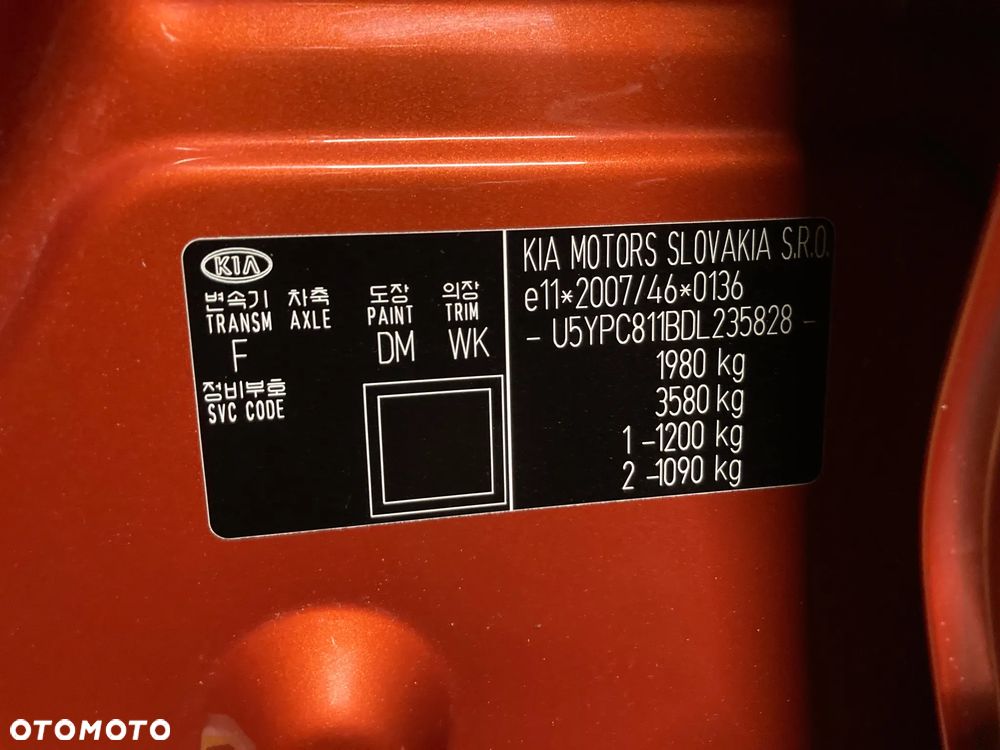 KIA
변속기 차축 도장 의장
TRANSM AXLE PAINT TRIM
F DM WK
정비부호
SVC CODE
KIA MOTORS SLOVAKIA S.R.O.
e11*2007/46*0136
- U5YPC811BDL235828 -
1980 kg
3580 kg
1 -1200 kg
2 -1090 kg
OTOMOTO